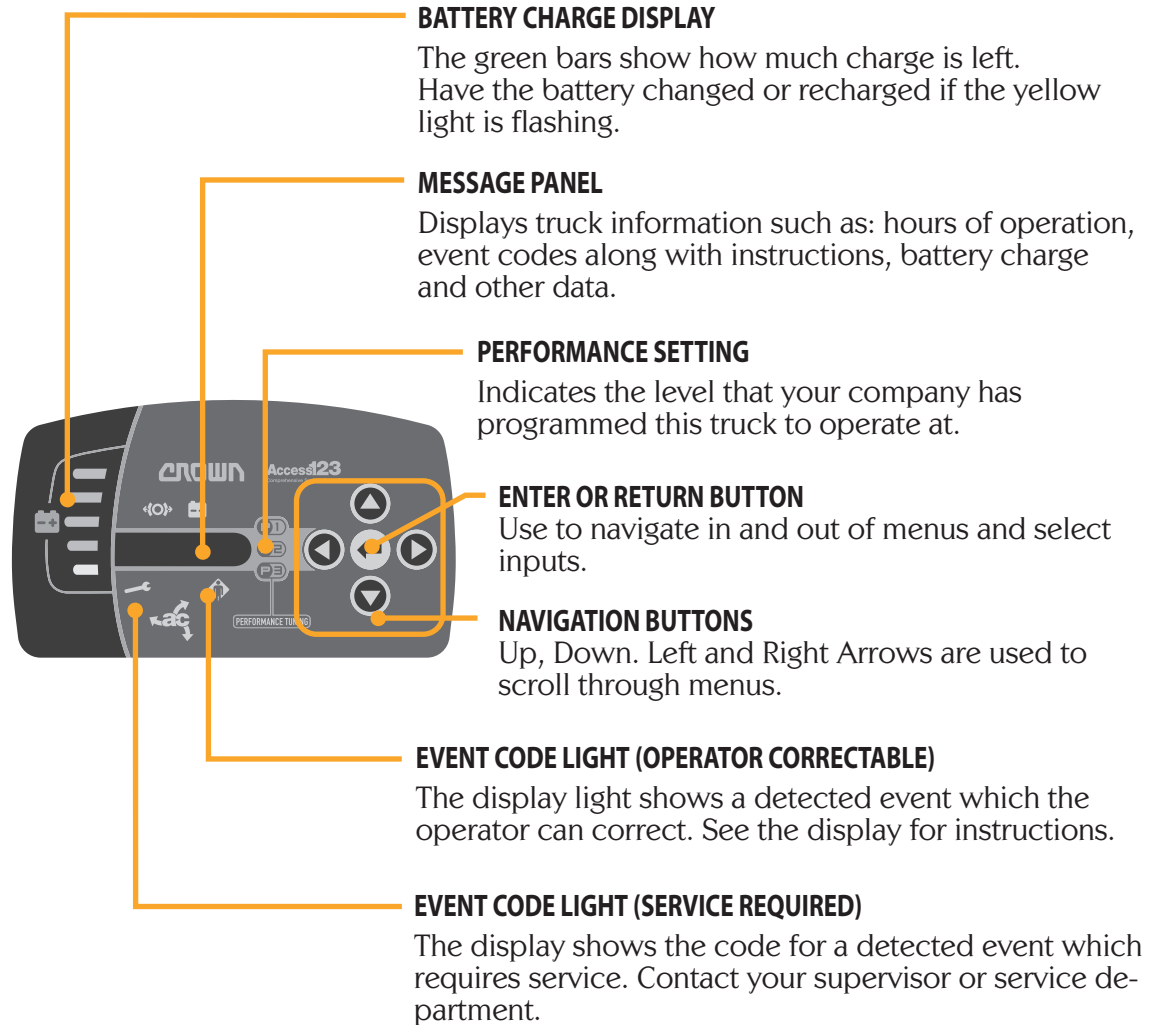 BATTERY CHARGE DISPLAY
The green bars show how much charge is left.
Have the battery changed or recharged if the yellow
light is flashing.
MESSAGE PANEL
Displays truck information such as: hours of operation,
event codes along with instructions, battery charge
and other data.
PERFORMANCE SETTING
Indicates the level that your company has
programmed this truck to operate at.
ENTER OR RETURN BUTTON
Use to navigate in and out of menus and select
inputs.
NAVIGATION BUTTONS
Up, Down. Left and Right Arrows are used to
scroll through menus.
EVENT CODE LIGHT (OPERATOR CORRECTABLE)
The display light shows a detected event which the
operator can correct. See the display for instructions.
EVENT CODE LIGHT (SERVICE REQUIRED)
The display shows the code for a detected event which
requires service. Contact your supervisor or service de-
partment.
CROWN
Access123
P3
ac
PERFORMANCE TUNING